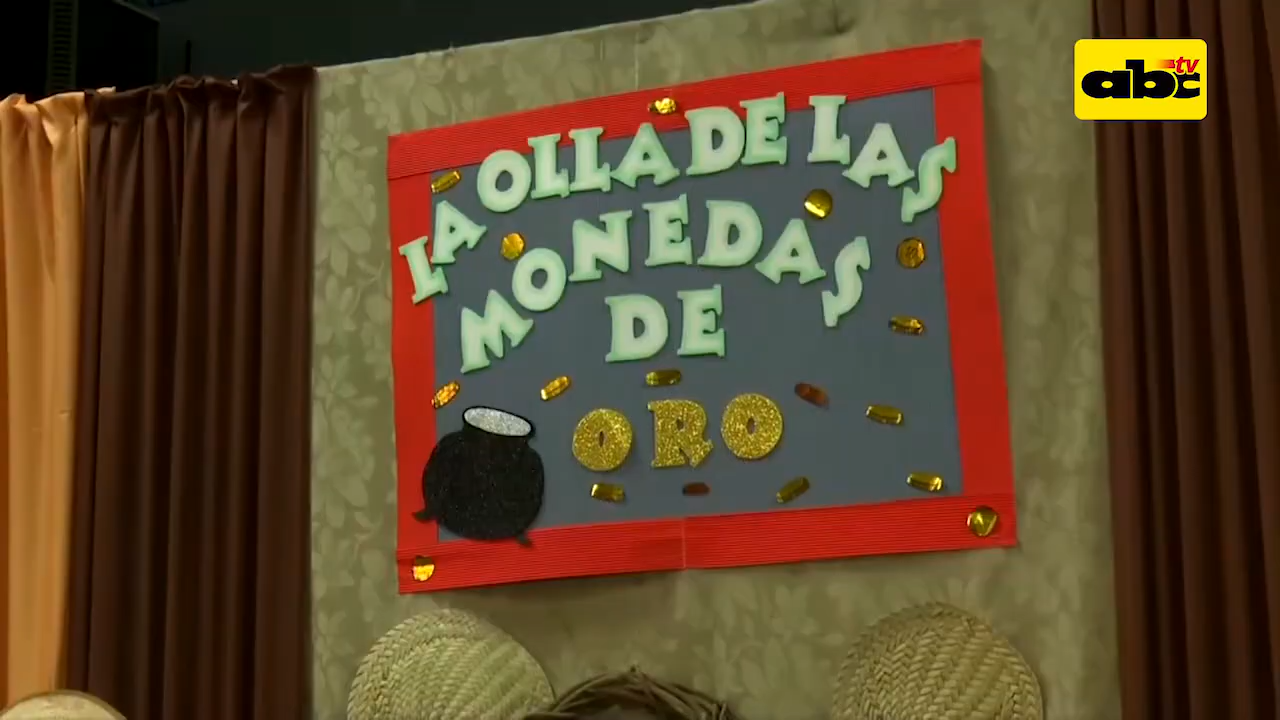 abc tv
LA OLLA DE LAS
MONEDAS
DE
ORO